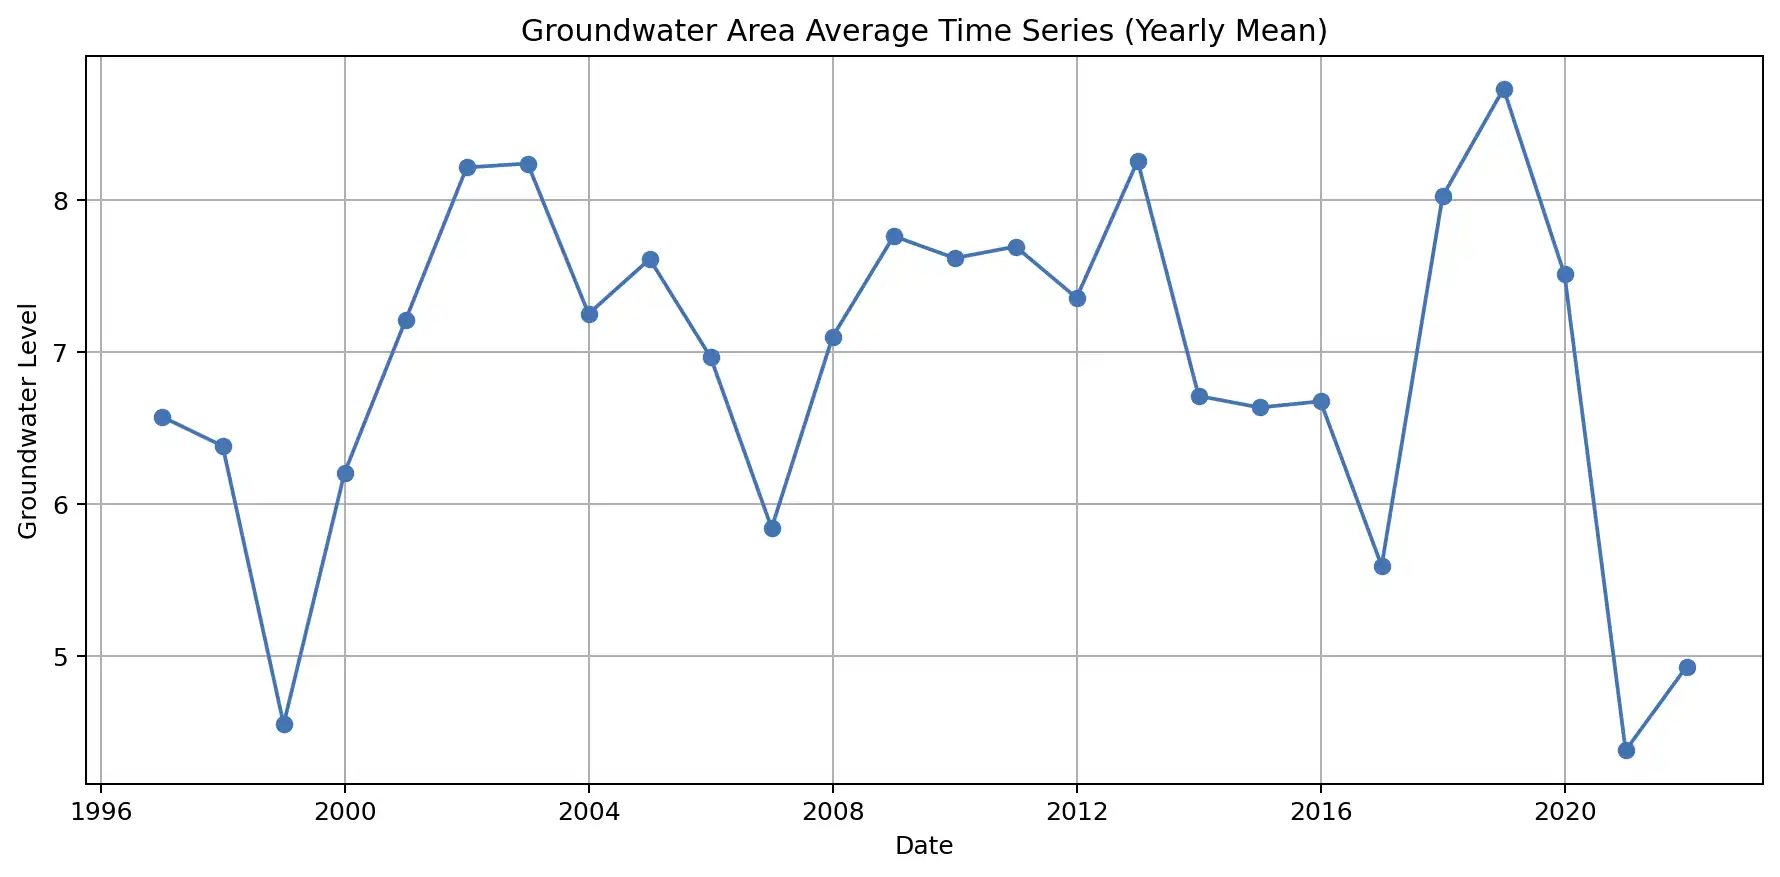 Groundwater Area Average Time Series (Yearly Mean)
Groundwater Level
8
7
6
5
1996 2000 2004 2008 2012 2016 2020
Date